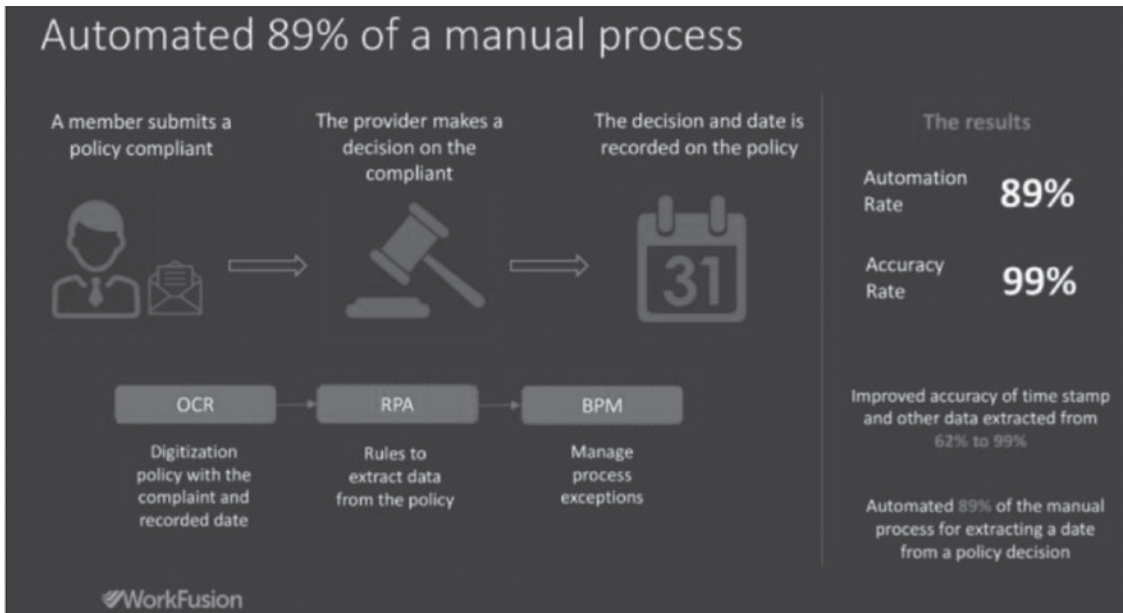 Automated 89% of a manual process
A member submits a
policy compliant
The provider makes a
decision on the
compliant
The decision and date is
recorded on the policy
31
OCR
RPA
BPM
Digitization
policy with the
complaint and
recorded date
Rules to
extract data
from the policy
Manage
process
exceptions
The results
Automation
Rate
89%
Accuracy
Rate
99%
Improved accuracy of time stamp
and other data extracted from
62% to 99%
Automated 89% of the manual
process for extracting a date
from a policy decision
WorkFusion